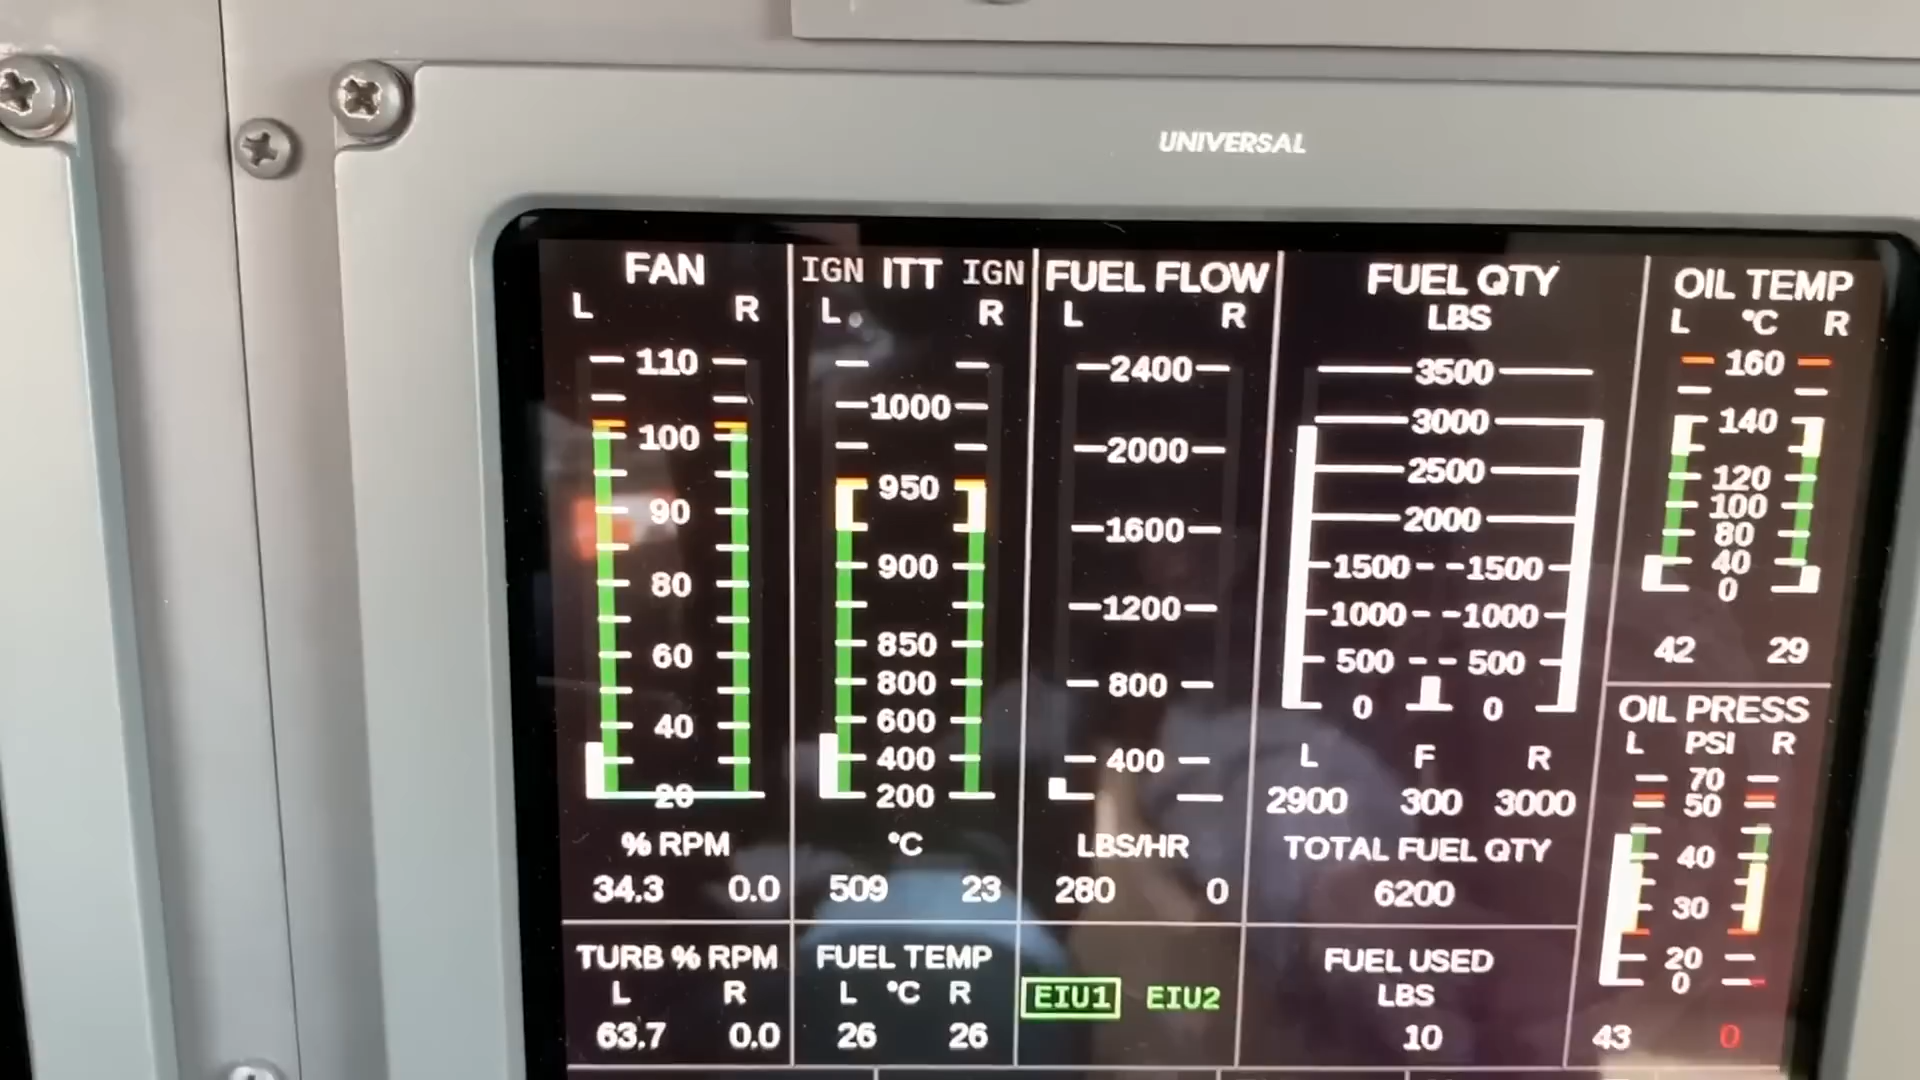 UNIVERSAL
FAN
L R
110
100
90
80
60
40
20
% RPM
34.3 0.0
IGN ITT IGN
L R
1000
950
900
850
800
600
400
200
°C
509 23
FUEL FLOW
L R
2400
2000
1600
1200
800
400
LBS/HR
280 0
FUEL QTY
LBS
3500
3000
2500
2000
1500 1500
1000 1000
500 500
0 0
L F R
2900 300 3000
TOTAL FUEL QTY
6200
OIL TEMP
L °C R
160
140
120
100
80
40
0
42 29
OIL PRESS
L PSI R
70
50
40
30
20
0
43 0
TURB % RPM
L R
63.7 0.0
FUEL TEMP
L °C R
26 26
EIU1 EIU2
FUEL USED
LBS
10